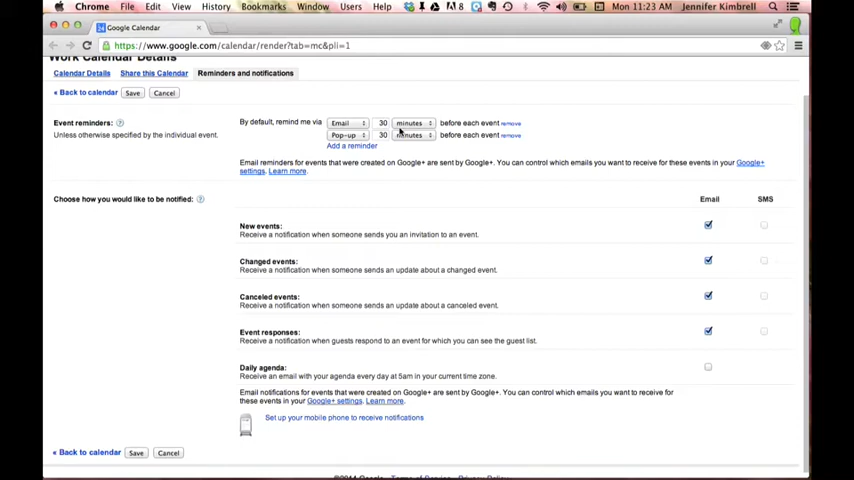 Chrome File Edit View History Bookmarks Window Users Help 8 Mon 11:23 AM Jennifer Kimbrell
Google Calendar
https://www.google.com/calendar/render?tab=mc&pli=1
Work Calendar Details
Calendar Details Share this Calendar Reminders and notifications
« Back to calendar Save Cancel
Event reminders: By default, remind me via Email 30 minutes before each event remove
Unless otherwise specified by the individual event. Pop-up 30 minutes before each event remove
Add a reminder
Email reminders for events that were created on Google+ are sent by Google+. You can control which emails you want to receive for these events in your Google+
settings. Learn more.
Choose how you would like to be notified: Email SMS
New events:
Receive a notification when someone sends you an invitation to an event.
Changed events:
Receive a notification when someone sends an update about a changed event.
Canceled events:
Receive a notification when someone sends an update about a canceled event.
Event responses:
Receive a notification when guests respond to an event for which you can see the guest list.
Daily agenda:
Receive an email with your agenda every day at 5am in your current time zone.
Email notifications for events that were created on Google+ are sent by Google+. You can control which emails you want to receive for
these events in your Google+ settings. Learn more.
Set up your mobile phone to receive notifications
« Back to calendar Save Cancel
Google Terms of Service Privacy Policy